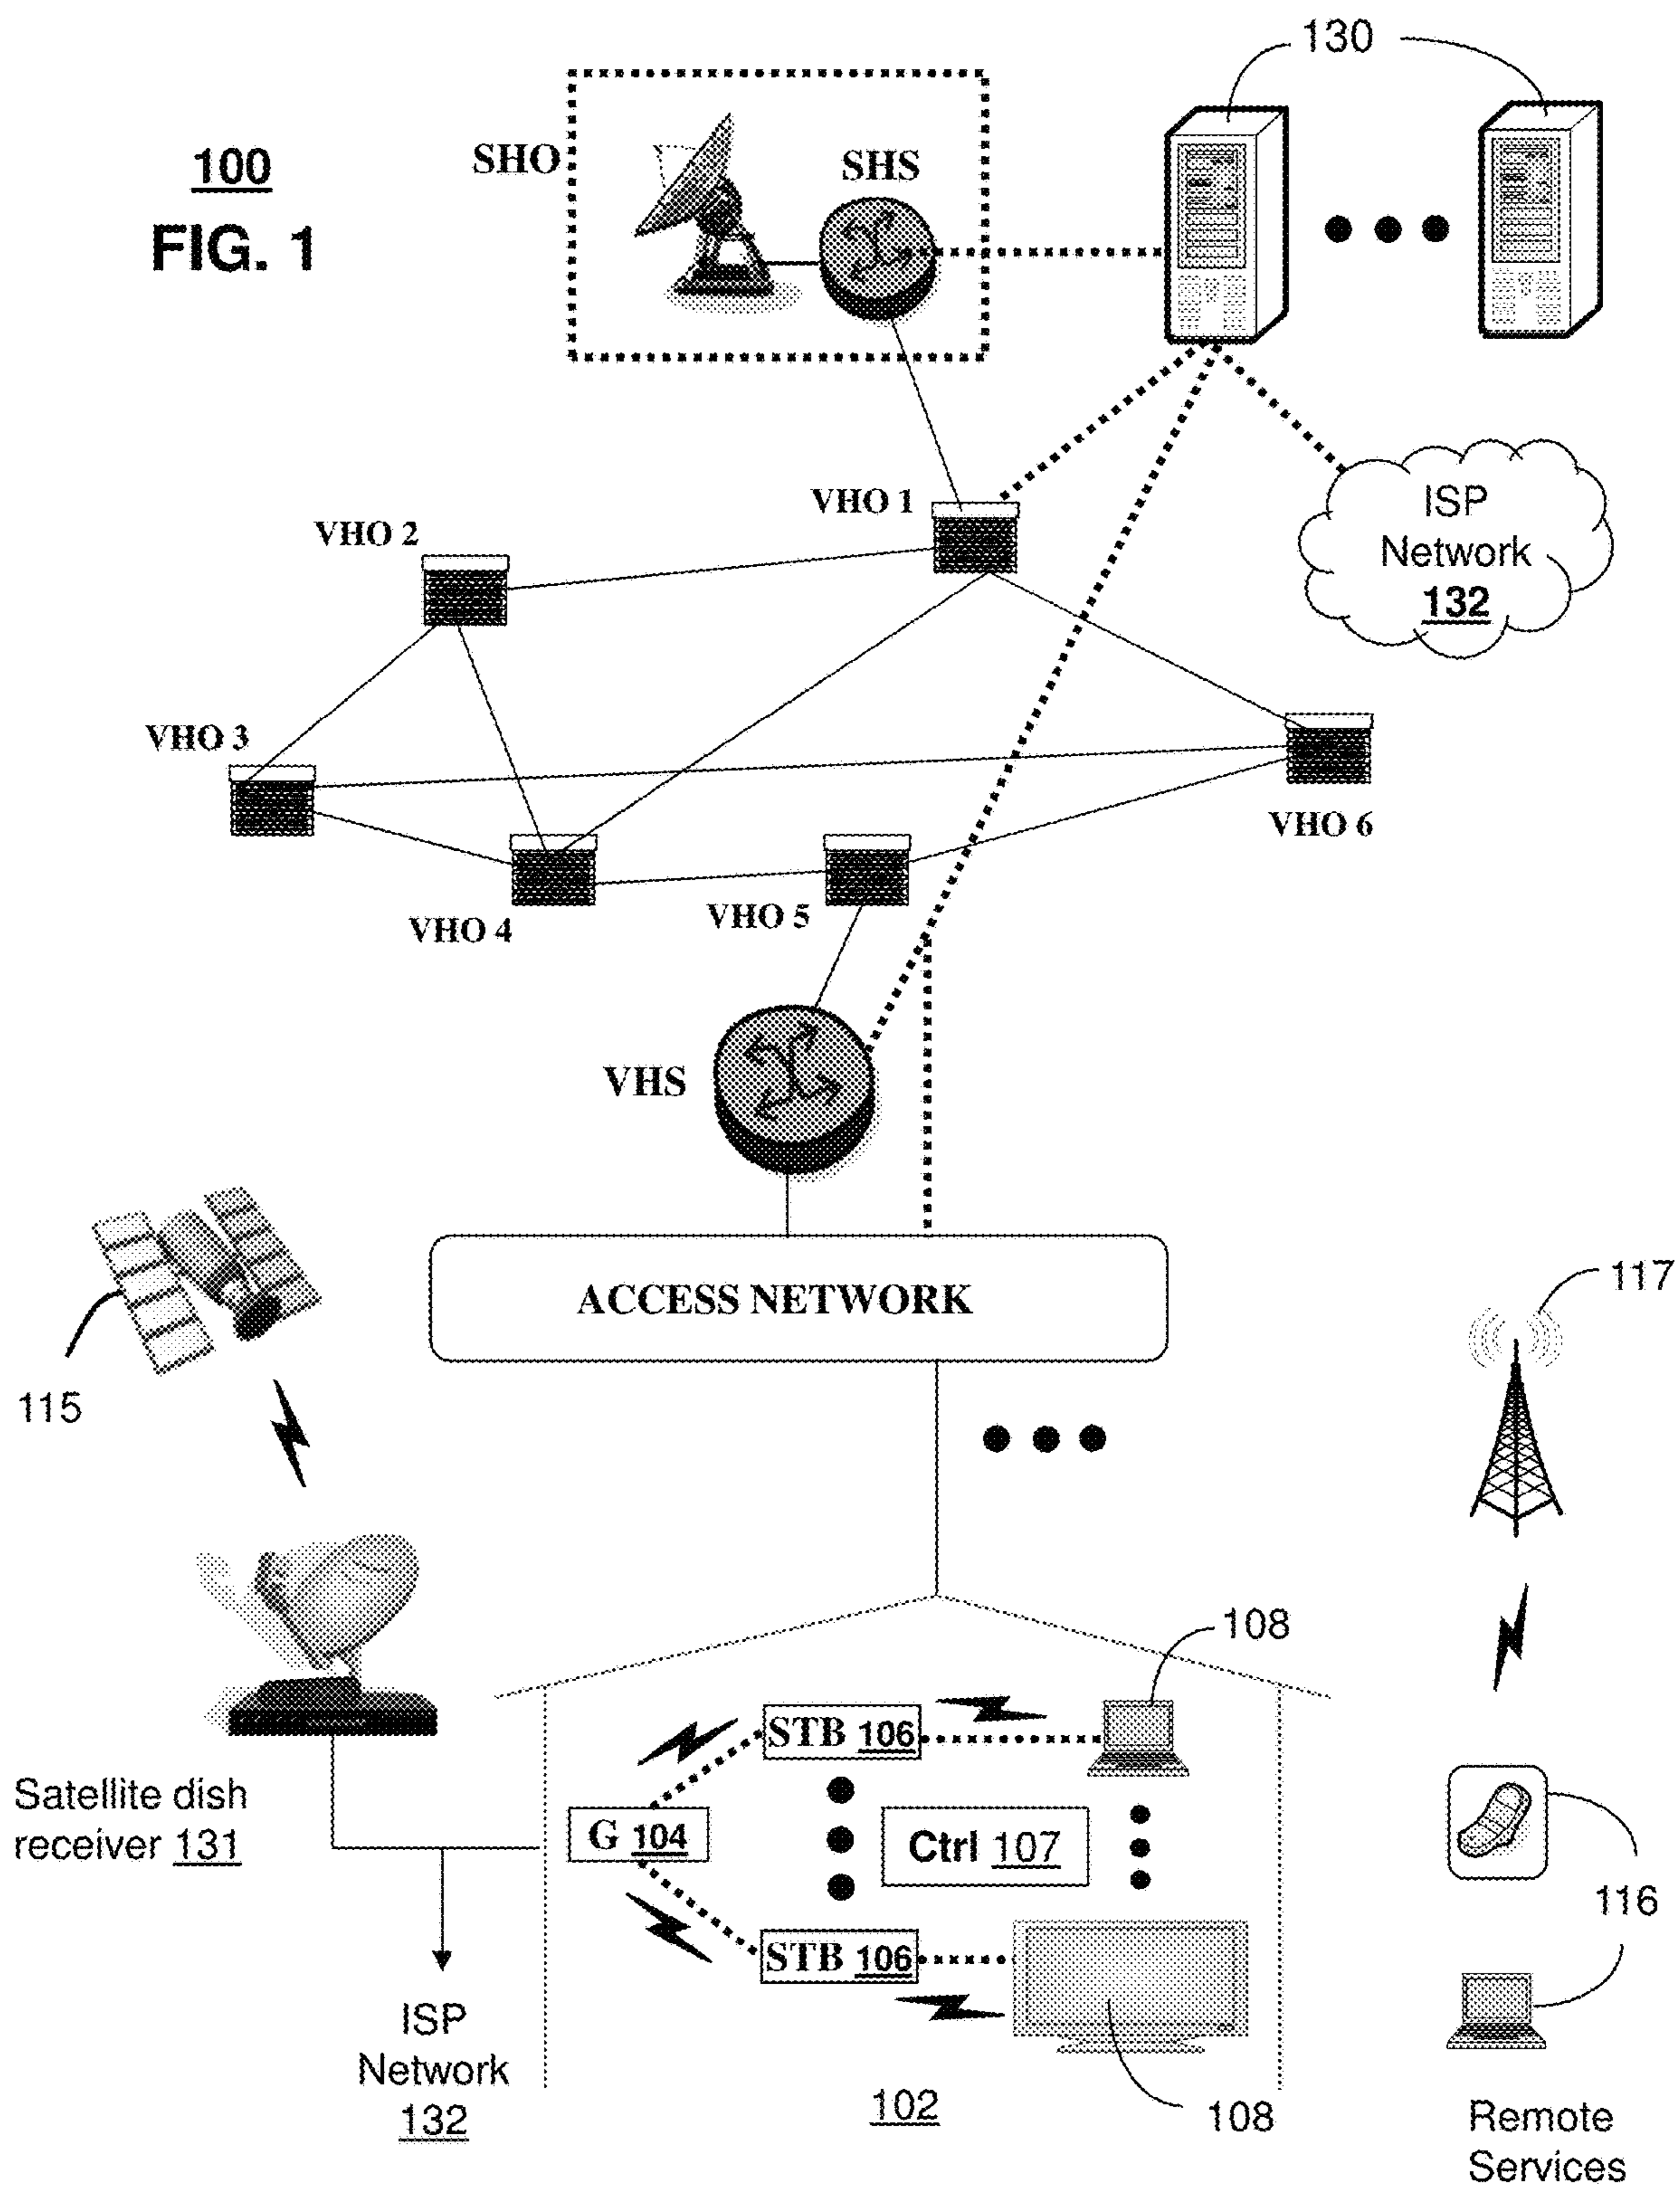 130
SHO
SHS
100
FIG. 1
ISP
Network
132
VHO 1
VHO 2
VHO 3
VHO 6
VHO 4
VHO 5
VHS
ACCESS NETWORK
117
115
108
STB 106
Satellite dish
receiver 131
G 104
Ctrl 107
116
STB 106
ISP
Network
132
102
108
Remote
Services